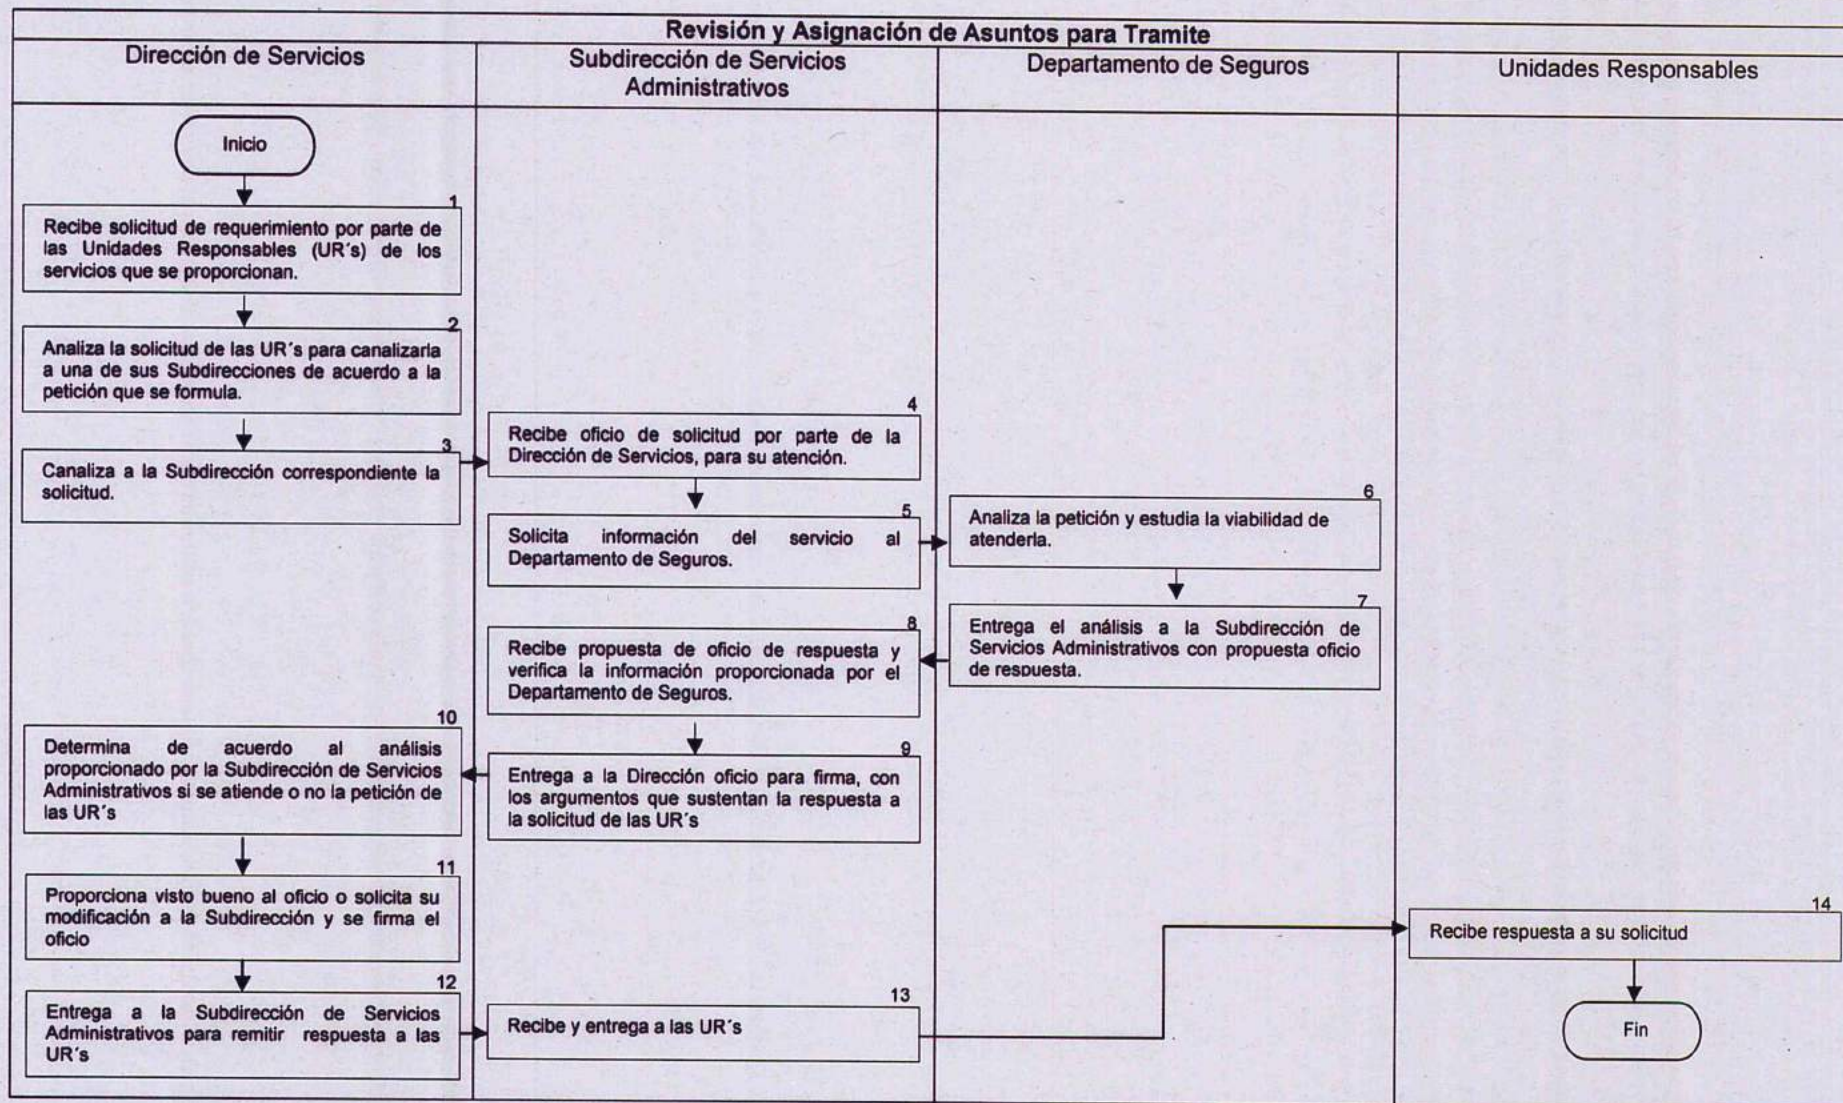 Revisión y Asignación de Asuntos para Tramite
Dirección de Servicios
Subdirección de Servicios
Administrativos
Departamento de Seguros
Unidades Responsables
Inicio
1
Recibe solicitud de requerimiento por parte de
las Unidades Responsables (UR´s) de los
servicios que se proporcionan.
2
Analiza la solicitud de las UR´s para canalizarla
a una de sus Subdirecciones de acuerdo a la
petición que se formula.
3
Canaliza a la Subdirección correspondiente la
solicitud.
4
Recibe oficio de solicitud por parte de la
Dirección de Servicios, para su atención.
5
Solicita información del servicio al
Departamento de Seguros.
6
Analiza la petición y estudia la viabilidad de
atenderla.
7
Entrega el análisis a la Subdirección de
Servicios Administrativos con propuesta oficio
de respuesta.
8
Recibe propuesta de oficio de respuesta y
verifica la información proporcionada por el
Departamento de Seguros.
9
Entrega a la Dirección oficio para firma, con
los argumentos que sustentan la respuesta a
la solicitud de las UR´s
10
Determina de acuerdo al análisis
proporcionado por la Subdirección de Servicios
Administrativos si se atiende o no la petición de
las UR´s
11
Proporciona visto bueno al oficio o solicita su
modificación a la Subdirección y se firma el
oficio
12
Entrega a la Subdirección de Servicios
Administrativos para remitir respuesta a las
UR´s
13
Recibe y entrega a las UR´s
14
Recibe respuesta a su solicitud
Fin